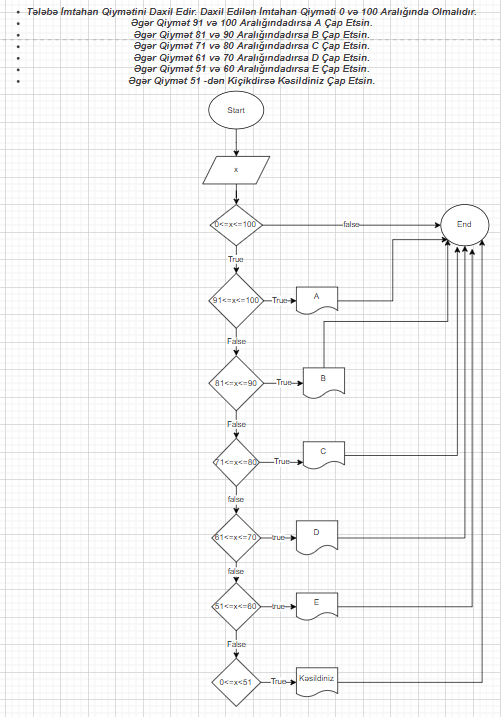 Tələbə İmtahan Qiymətini Daxil Edir. Daxil Edilən İmtahan Qiyməti 0 və 100 Aralığında Olmalıdır.
Əgər Qiymət 91 və 100 Aralığındadırsa A Çap Etsin.
Əgər Qiymət 81 və 90 Aralığındadırsa B Çap Etsin.
Əgər Qiymət 71 və 80 Aralığındadırsa C Çap Etsin.
Əgər Qiymət 61 və 70 Aralığındadırsa D Çap Etsin.
Əgər Qiymət 51 və 60 Aralığındadırsa E Çap Etsin.
Əgər Qiymət 51 -dən Kiçikdirsə Kəsildiniz Çap Etsin.
Start
x
0<=x<=100
false
End
True
91<=x<=100
True
A
False
81<=x<=90
True
B
False
71<=x<=80
True
C
false
61<=x<=70
true
D
false
51<=x<=60
true
E
False
0<=x<51
True
Kəsildiniz